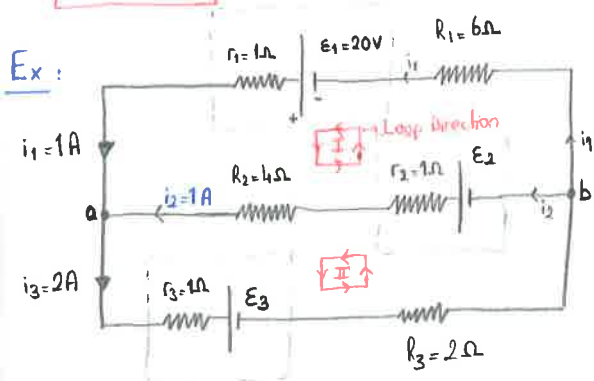 Ex :
r₁=1Ω
ε₁=20V
R₁=6Ω
+
-
i₁
i₁=1A
I
Loop Direction
i₁
R₂=4Ω
r₂=1Ω
ε₂
a
i₂=1A
i₂
b
i₃=2A
II
r₃=1Ω
ε₃
R₃=2Ω